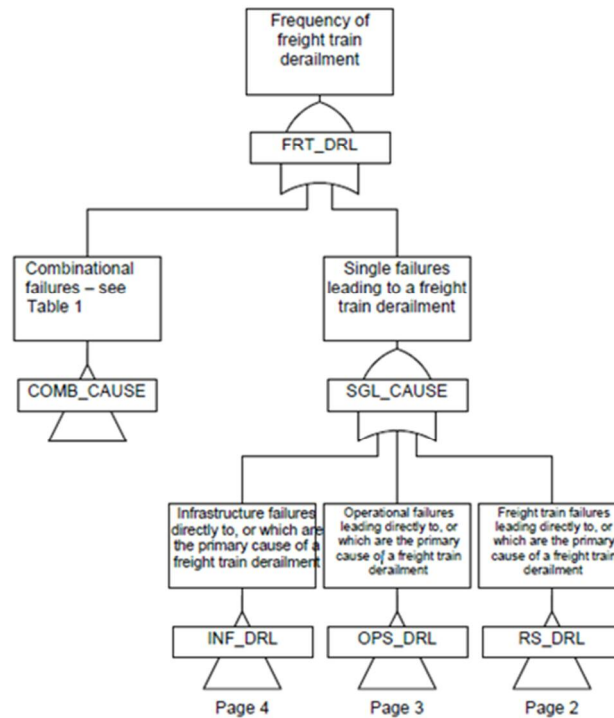 Frequency of
freight train
derailment
FRT_DRL
Combinational
failures – see
Table 1
Single failures
leading to a freight
train derailment
COMB_CAUSE
SGL_CAUSE
Infrastructure failures
directly to, or which are
the primary cause of a
freight train derailment
Operational failures
leading directly to, or
which are the primary
cause of a freight train
derailment
Freight train failures
leading directly to, or
which are the primary
cause of a freight train
derailment
INF_DRL
OPS_DRL
RS_DRL
Page 4
Page 3
Page 2